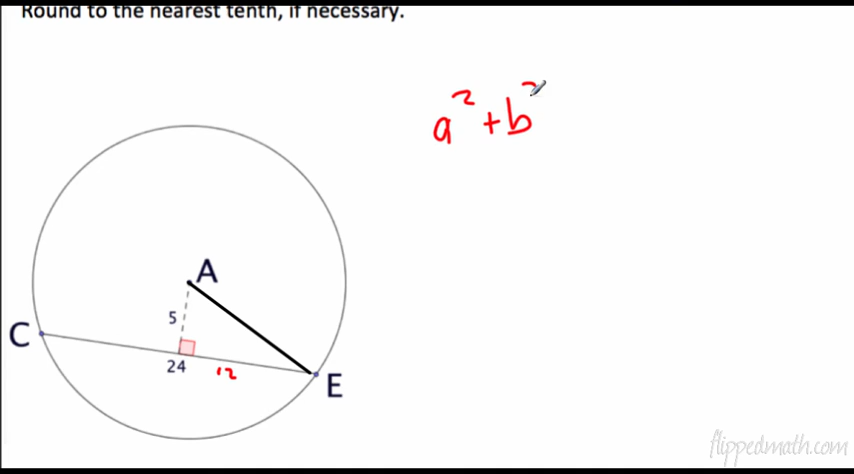 Round to the nearest tenth, if necessary.
a² + b²
A
5
C
24
12
E
flippedmath.com